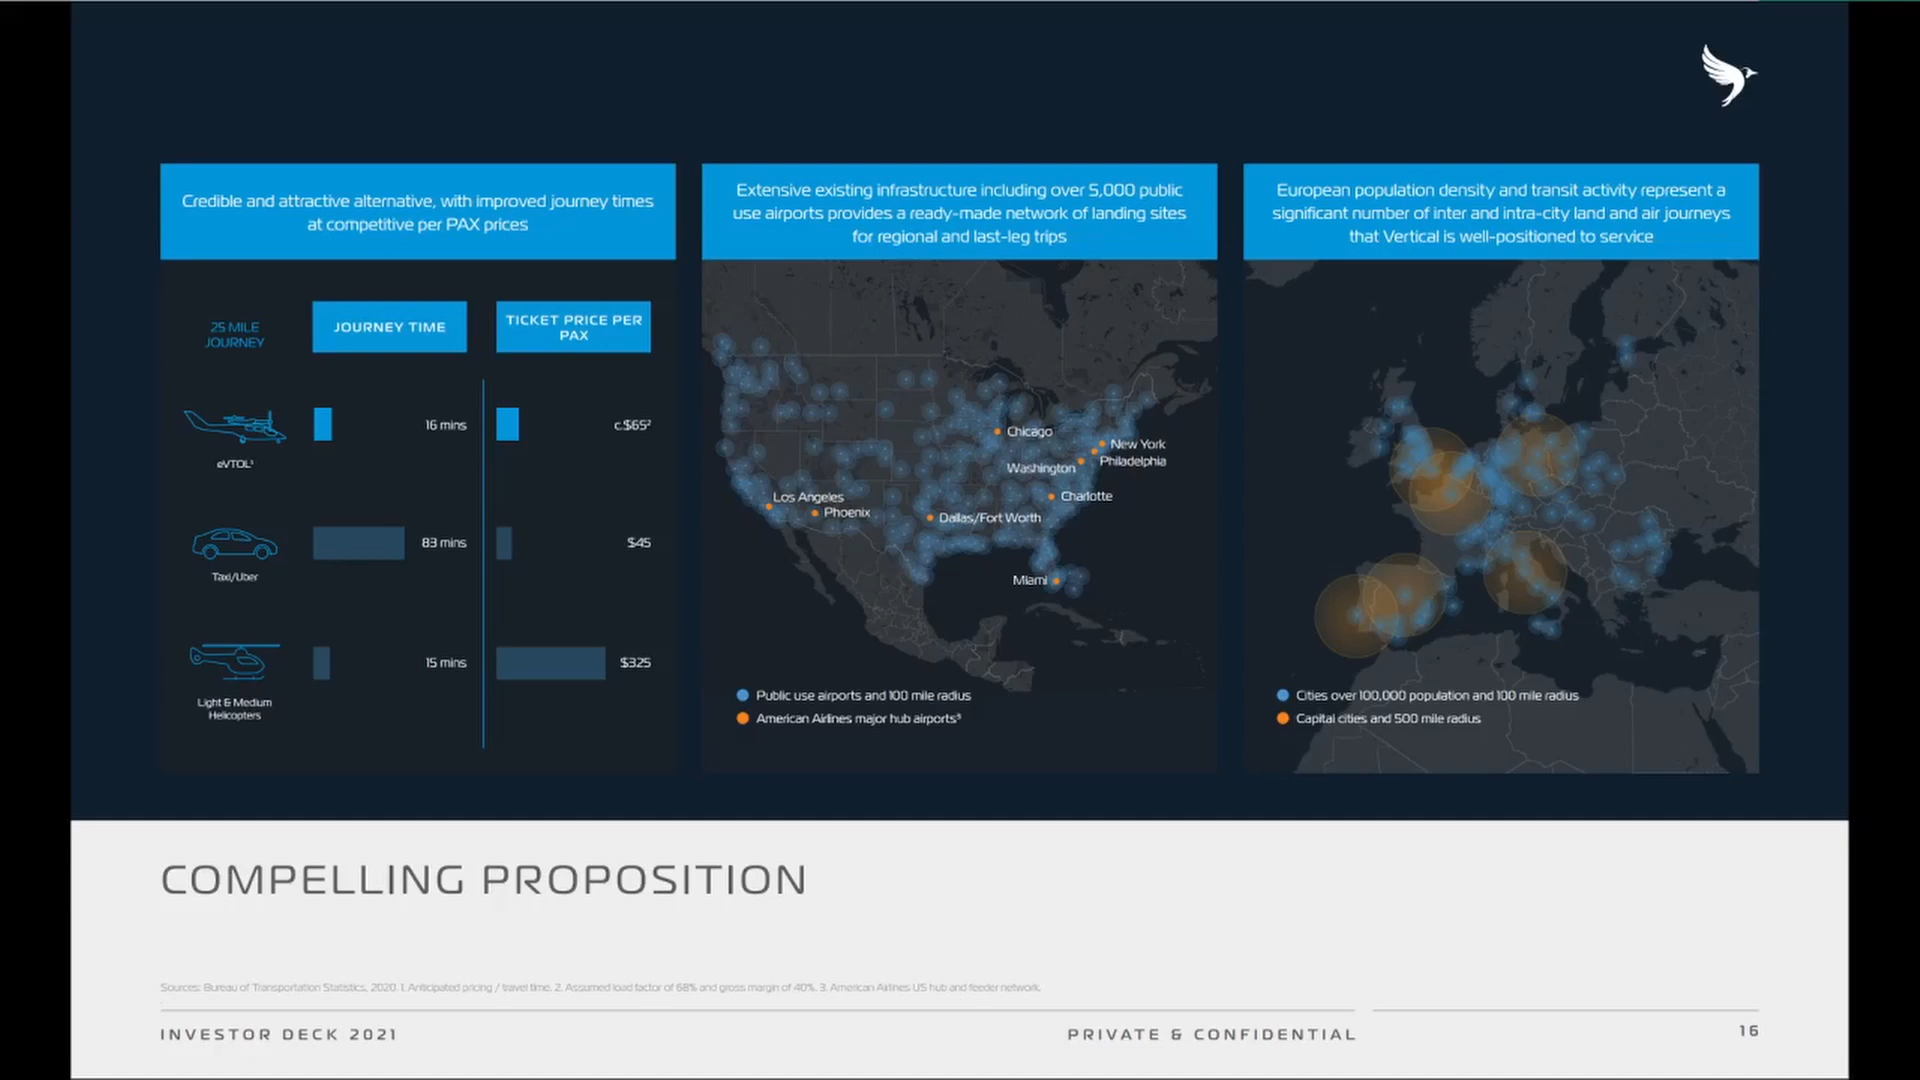 Credible and attractive alternative, with improved journey times
at competitive per PAX prices
25 MILE
JOURNEY
JOURNEY TIME
TICKET PRICE PER
PAX
16 mins
c.$65²
eVTOL¹
83 mins
$45
Taxi/Uber
15 mins
$325
Light & Medium
Helicopters
Extensive existing infrastructure including over 5,000 public
use airports provides a ready-made network of landing sites
for regional and last-leg trips
Chicago
New York
Philadelphia
Washington
Los Angeles
Charlotte
Phoenix
Dallas/Fort Worth
Miami
Public use airports and 100 mile radius
American Airlines major hub airports³
European population density and transit activity represent a
significant number of inter and intra-city land and air journeys
that Vertical is well-positioned to service
Cities over 100,000 population and 100 mile radius
Capital cities and 500 mile radius
COMPELLING PROPOSITION
Sources: Bureau of Transportation Statistics, 2020. 1. Anticipated pricing / travel time. 2. Assumed load factor of 68% and gross margin of 40%. 3. American Airlines US hub and feeder network.
INVESTOR DECK 2021
PRIVATE & CONFIDENTIAL
16